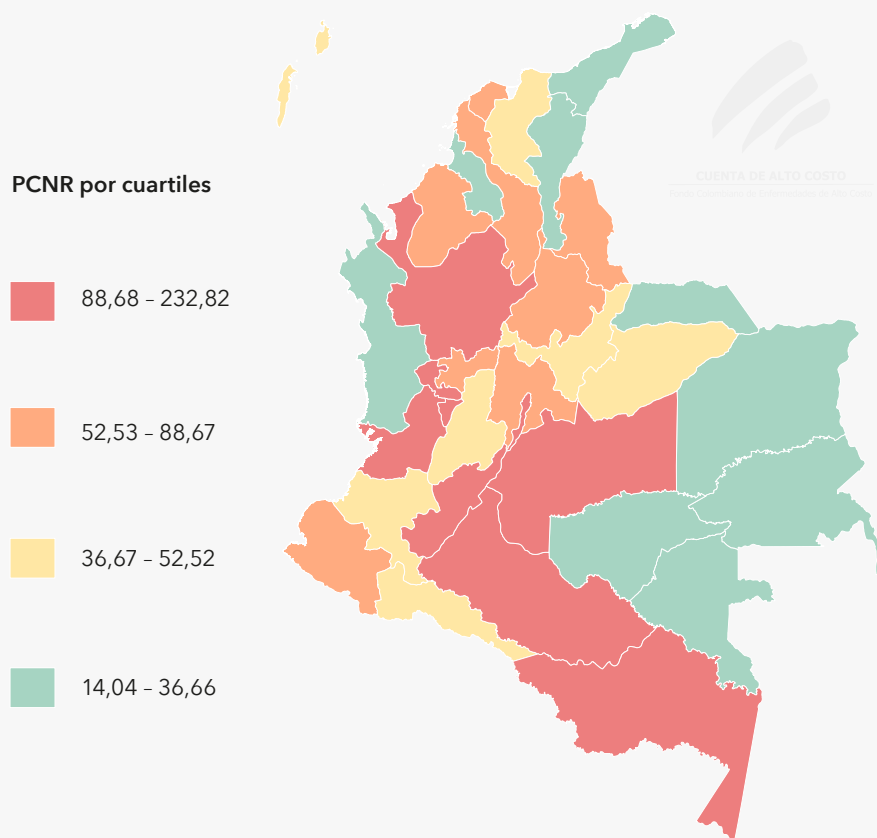 CUENTA DE ALTO COSTO
PCNR por cuartiles
88,68 – 232,82
52,53 – 88,67
36,67 – 52,52
14,04 – 36,66